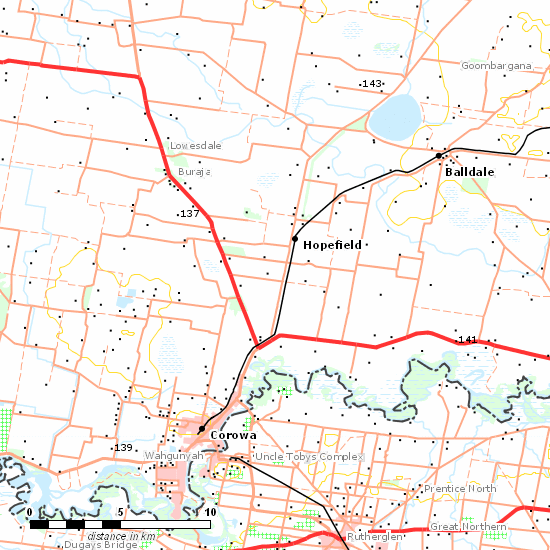 Goombargana
143
Lowesdale
Balldale
Buraja
137
Hopefield
141
Corowa
139
Wahgunyah
Uncle Tobys Complex
Prentice North
0 5 10
distance in km
Great Northern
Rutherglen
Dugays Bridge